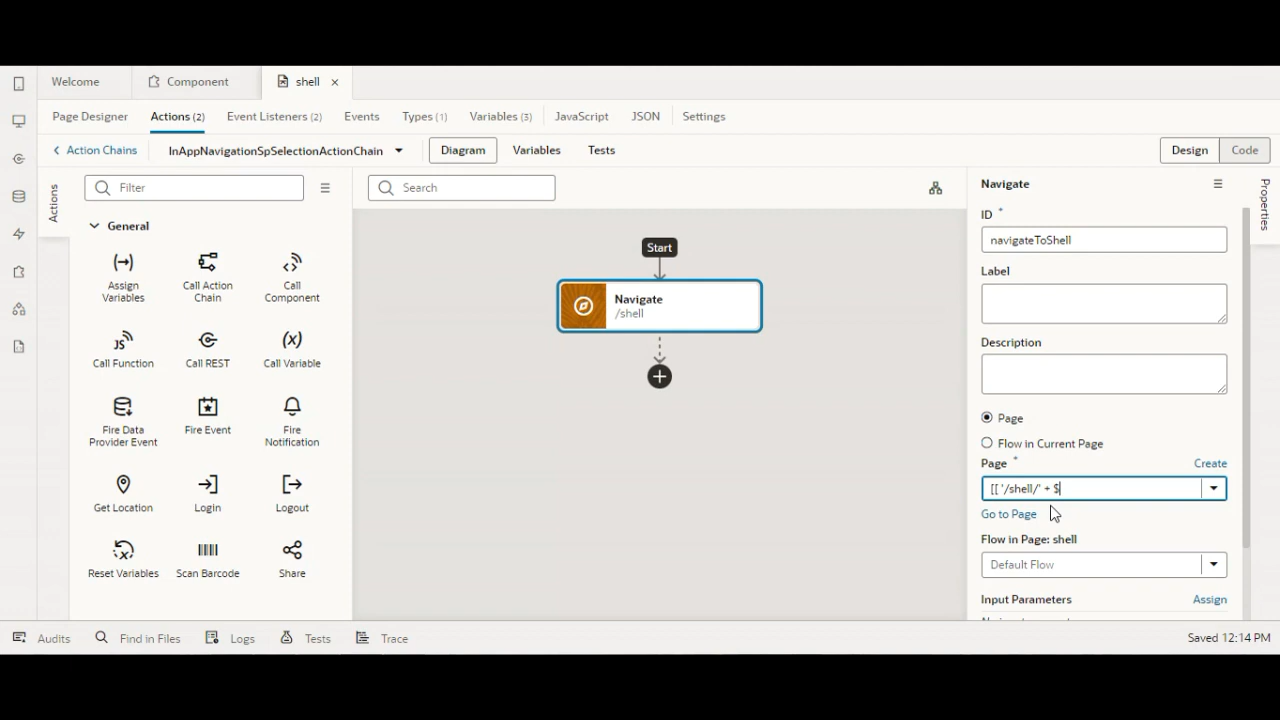 Welcome
Component
shell
Page Designer
Actions (2)
Event Listeners (2)
Events
Types (1)
Variables (3)
JavaScript
JSON
Settings
Action Chains
InAppNavigationSpSelectionActionChain
Diagram
Variables
Tests
Design
Code
Actions
Filter
Search
General
Assign
Variables
Call Action
Chain
Call
Component
Call Function
Call REST
Call Variable
Fire Data
Provider Event
Fire Event
Fire
Notification
Get Location
Login
Logout
Reset Variables
Scan Barcode
Share
Start
Navigate
/shell
Navigate
Properties
ID *
navigateToShell
Label
Description
Page
Flow in Current Page
Page *
Create
[[ '/shell/' + $
Go to Page
Flow in Page: shell
Default Flow
Input Parameters
Assign
Audits
Find in Files
Logs
Tests
Trace
Saved 12:14 PM